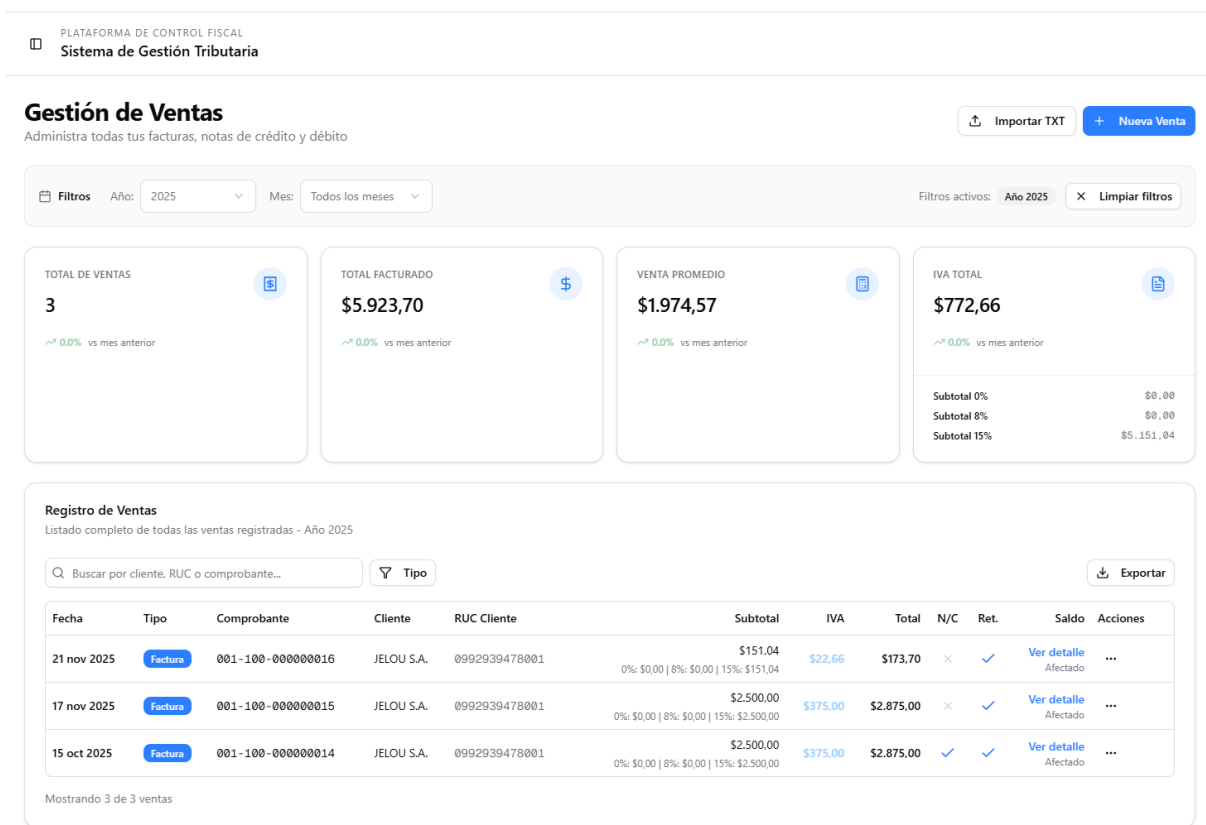 PLATAFORMA DE CONTROL FISCAL
Sistema de Gestión Tributaria
Gestión de Ventas
Administra todas tus facturas, notas de crédito y débito
Importar TXT
+ Nueva Venta
Filtros Año: 2025 Mes: Todos los meses
Filtros activos: Año 2025 × Limpiar filtros
TOTAL DE VENTAS
3
0.0% vs mes anterior
TOTAL FACTURADO
$5.923,70
0.0% vs mes anterior
VENTA PROMEDIO
$1.974,57
0.0% vs mes anterior
IVA TOTAL
$772,66
0.0% vs mes anterior
Subtotal 0% $0,00
Subtotal 8% $0,00
Subtotal 15% $5.151,04
Registro de Ventas
Listado completo de todas las ventas registradas - Año 2025
Buscar por cliente, RUC o comprobante...
Tipo
Exportar
Fecha Tipo Comprobante Cliente RUC Cliente Subtotal IVA Total N/C Ret. Saldo Acciones
21 nov 2025 Factura 001-100-000000016 JELOU S.A. 0992939478001 $151,04 $22,66 $173,70 Ver detalle
0%: $0,00 | 8%: $0,00 | 15%: $151,04 Afectado
17 nov 2025 Factura 001-100-000000015 JELOU S.A. 0992939478001 $2.500,00 $375,00 $2.875,00 Ver detalle
0%: $0,00 | 8%: $0,00 | 15%: $2.500,00 Afectado
15 oct 2025 Factura 001-100-000000014 JELOU S.A. 0992939478001 $2.500,00 $375,00 $2.875,00 Ver detalle
0%: $0,00 | 8%: $0,00 | 15%: $2.500,00 Afectado
Mostrando 3 de 3 ventas